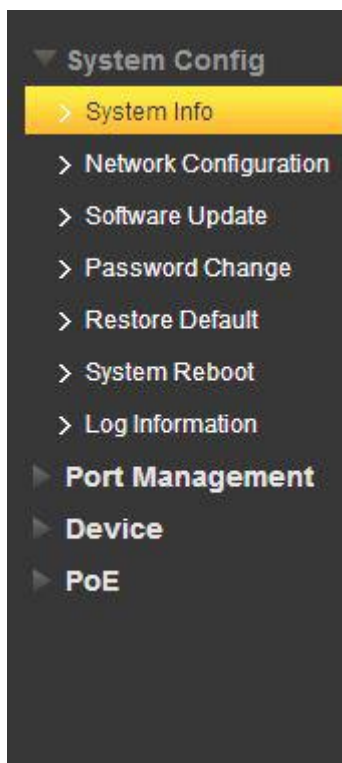 System Config
System Info
Network Configuration
Software Update
Password Change
Restore Default
System Reboot
Log Information
Port Management
Device
PoE